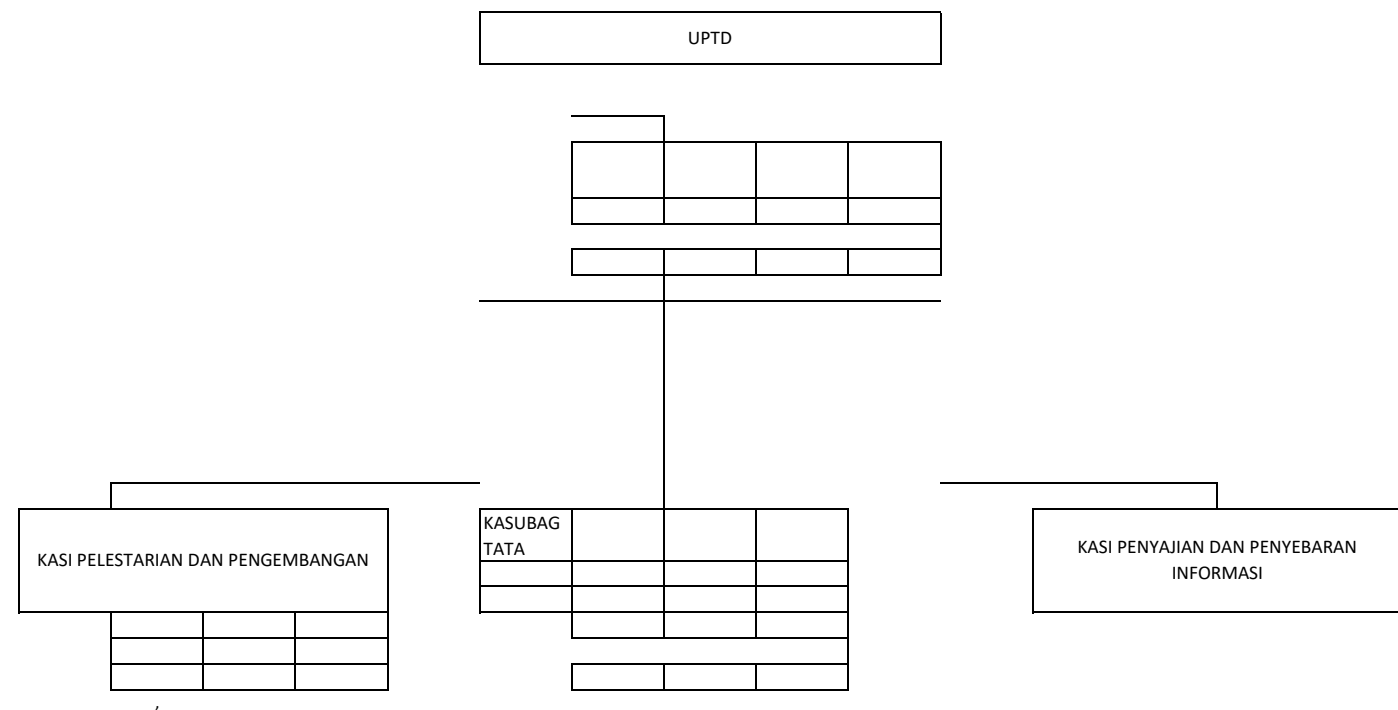 UPTD
KASI PELESTARIAN DAN PENGEMBANGAN
KASUBAG
TATA
KASI PENYAJIAN DAN PENYEBARAN
INFORMASI
,